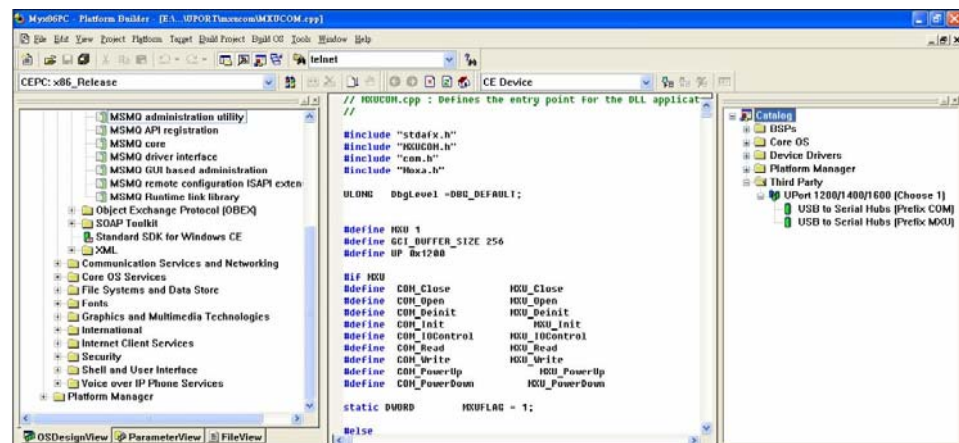 Myx86PC - Platform Builder - [E:\...\UPORT\mxucom\MXUCOM.cpp]
File Edit View Project Platform Target Build Project Build OS Tools Window Help
telnet
CEPC: x86_Release
CE Device
MSMQ administration utility
MSMQ API registration
MSMQ core
MSMQ driver interface
MSMQ GUI based administration
MSMQ remote configuration ISAPI exten
MSMQ Runtime link library
Object Exchange Protocol (OBEX)
SOAP Toolkit
Standard SDK for Windows CE
XML
Communication Services and Networking
Core OS Services
File Systems and Data Store
Fonts
Graphics and Multimedia Technologies
International
Internet Client Services
Security
Shell and User Interface
Voice over IP Phone Services
Platform Manager
OSDesignView ParameterView FileView
// MXUCOM.cpp : Defines the entry point for the DLL applicat
//
#include "stdafx.h"
#include "MXUCOM.h"
#include "com.h"
#include "Moxa.h"
ULONG DbgLevel =DBG_DEFAULT;
#define MXU 1
#define GCI_BUFFER_SIZE 256
#define UP 0x1200
#if MXU
#define COM_Close MXU_Close
#define COM_Open MXU_Open
#define COM_Deinit MXU_Deinit
#define COM_Init MXU_Init
#define COM_IOControl MXU_IOControl
#define COM_Read MXU_Read
#define COM_Write MXU_Write
#define COM_PowerUp MXU_PowerUp
#define COM_PowerDown MXU_PowerDown
static DWORD MXUFLAG = 1;
#else
Catalog
BSPs
Core OS
Device Drivers
Platform Manager
Third Party
UPort 1200/1400/1600 (Choose 1)
USB to Serial Hubs (Prefix COM)
USB to Serial Hubs (Prefix MXU)